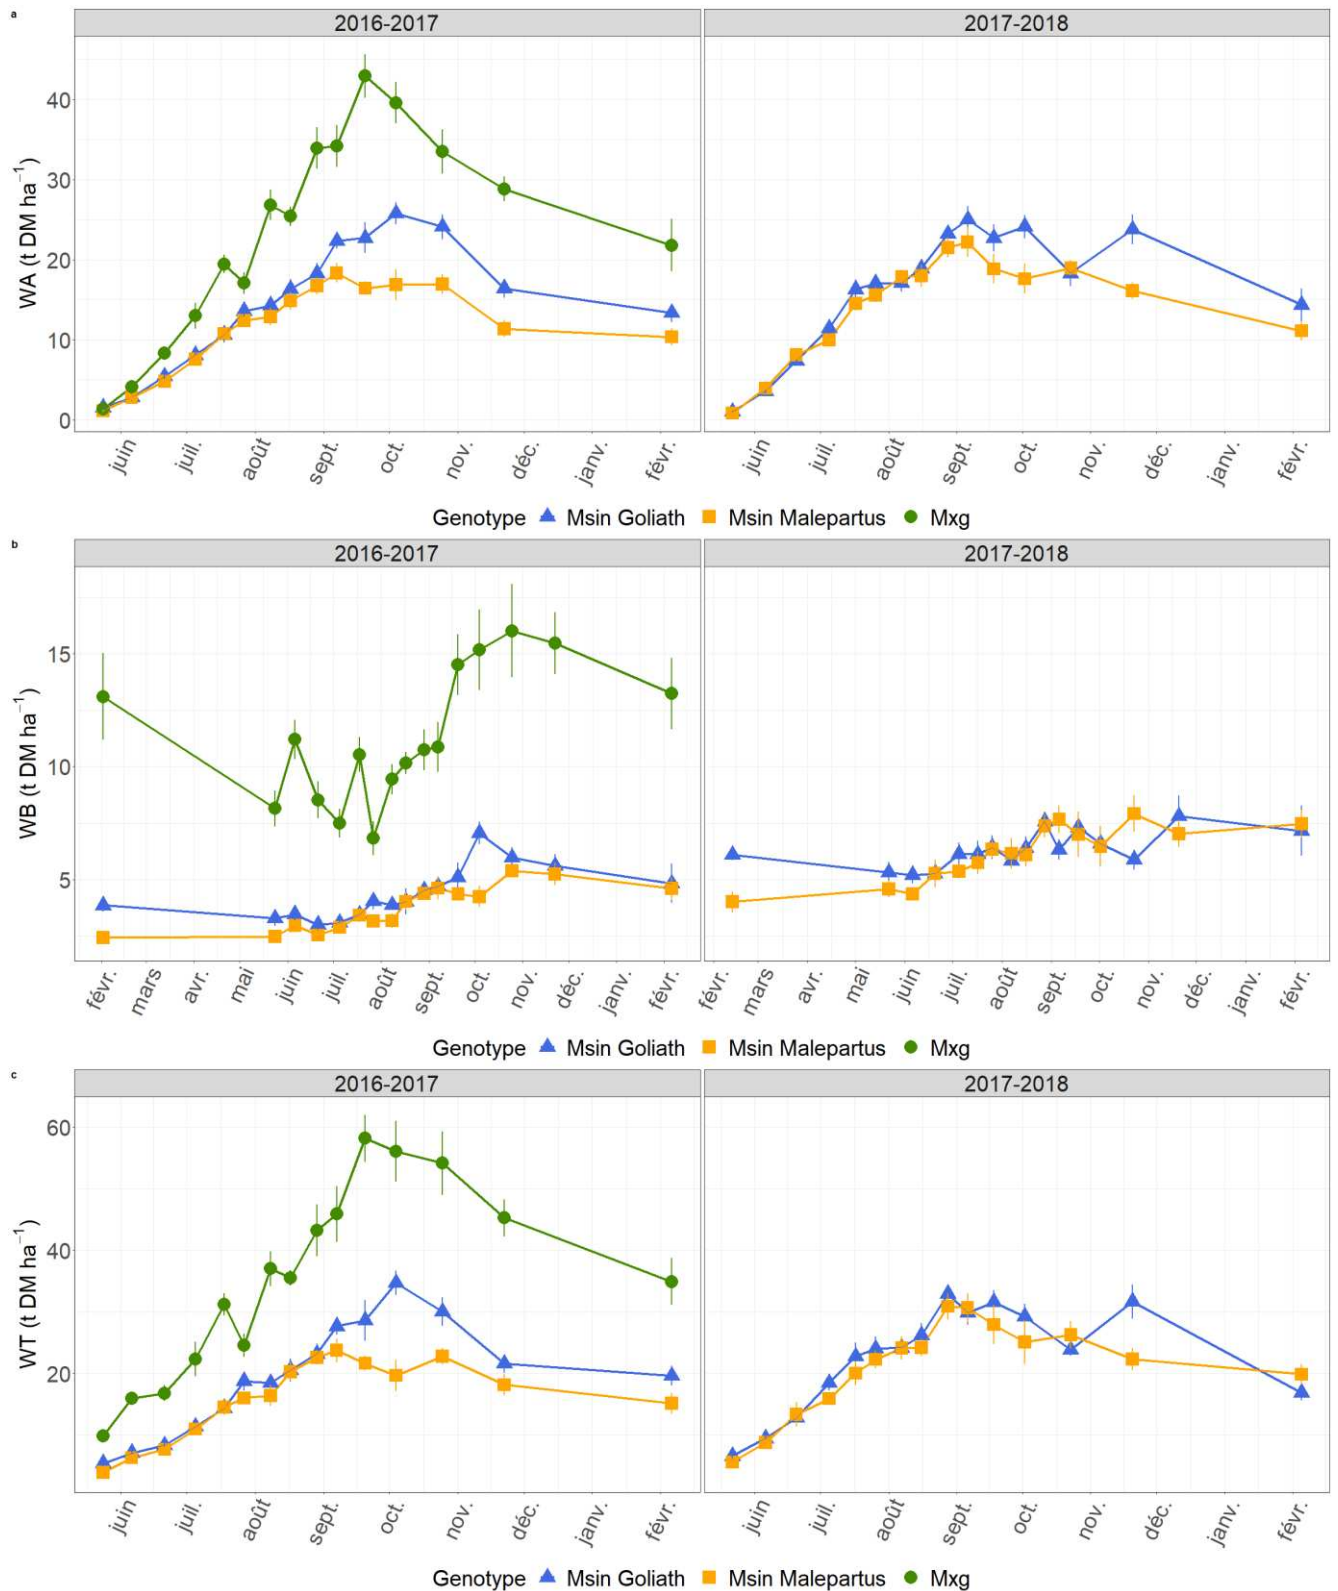 a
2016-2017 2017-2018
WA (t DM ha⁻¹)
40
30
20
10
0
juin juil. août sept. oct. nov. déc. janv. févr. juin juil. août sept. oct. nov. déc. janv. févr.
Genotype Msin Goliath Msin Malepartus Mxg
b
2016-2017 2017-2018
WB (t DM ha⁻¹)
15
10
5
févr. mars avr. mai juin juil. août sept. oct. nov. déc. janv. févr. févr. mars avr. mai juin juil. août sept. oct. nov. déc. janv. févr.
Genotype Msin Goliath Msin Malepartus Mxg
c
2016-2017 2017-2018
WT (t DM ha⁻¹)
60
40
20
juin juil. août sept. oct. nov. déc. janv. févr. juin juil. août sept. oct. nov. déc. janv. févr.
Genotype Msin Goliath Msin Malepartus Mxg